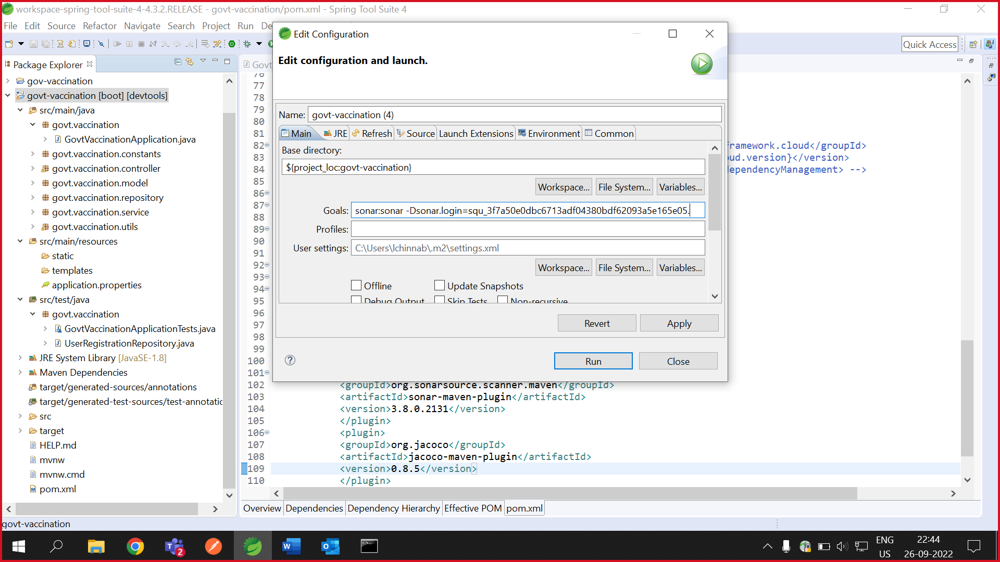 workspace-spring-tool-suite-4-4.3.2.RELEASE - govt-vaccination/pom.xml - Spring Tool Suite 4
File Edit Source Refactor Navigate Search Project Run De
Quick Access
Package Explorer
gov-vaccination
govt-vaccination [boot] [devtools]
src/main/java
govt.vaccination
GovtVaccinationApplication.java
govt.vaccination.constants
govt.vaccination.controller
govt.vaccination.model
govt.vaccination.repository
govt.vaccination.service
govt.vaccination.utils
src/main/resources
static
templates
application.properties
src/test/java
govt.vaccination
GovtVaccinationApplicationTests.java
UserRegistrationRepository.java
JRE System Library [JavaSE-1.8]
Maven Dependencies
target/generated-sources/annotations
target/generated-test-sources/test-annotatic
src
target
HELP.md
mvnw
mvnw.cmd
pom.xml
Govt
Edit Configuration
Edit configuration and launch.
Name: govt-vaccination (4)
Main JRE Refresh Source Launch Extensions Environment Common
Base directory:
${project_loc:govt-vaccination}
Workspace... File System... Variables...
Goals: sonar:sonar -Dsonar.login=squ_3f7a50e0dbc6713adf04380bdf62093a5e165e05.
Profiles:
User settings: C:\Users\lchinnab\.m2\settings.xml
Workspace... File System... Variables...
Offline Update Snapshots
Debug Output Skip Tests Non-recursive
Revert Apply
Run Close
76
77
78
79
80
81
82 ramework.cloud</groupId>
83 oud.version}</version>
84 dependencyManagement> -->
85
86
87
88
89
90
91
92
93
94
95
96
97
98
99
100
101
102 <groupId>org.sonarsource.scanner.maven</groupId>
103 <artifactId>sonar-maven-plugin</artifactId>
104 <version>3.8.0.2131</version>
105 </plugin>
106 <plugin>
107 <groupId>org.jacoco</groupId>
108 <artifactId>jacoco-maven-plugin</artifactId>
109 <version>0.8.5</version>
110 </plugin>
Overview Dependencies Dependency Hierarchy Effective POM pom.xml
govt-vaccination
2
ENG
US
22:44
26-09-2022